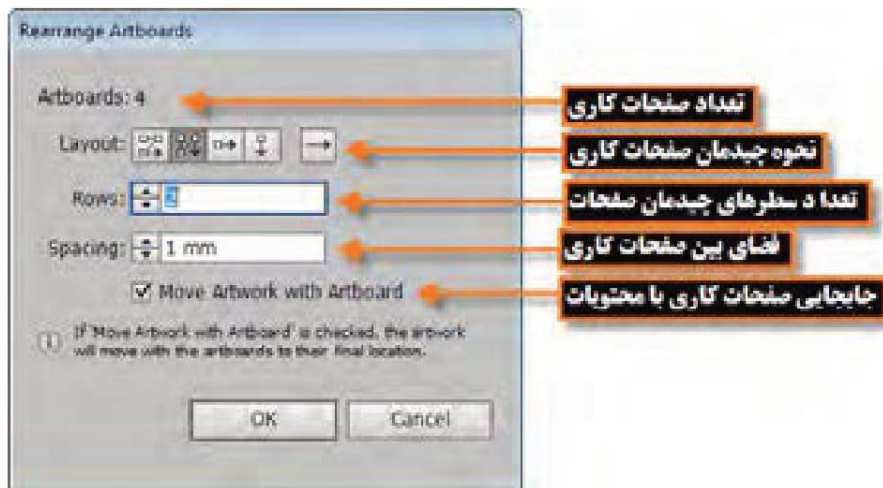 Rearrange Artboards
Artboards: 4
تعداد صفحات کاری
Layout:
نحوه چیدمان صفحات کاری
Rows: 2
تعدا د سطرهای چیدمان صفحات
Spacing: 1 mm
فضای بین صفحات کاری
Move Artwork with Artboard
جابجایی صفحات کاری با محتویات
If 'Move Artwork with Artboard' is checked, the artwork
will move with the artboards to their final location.
OK
Cancel